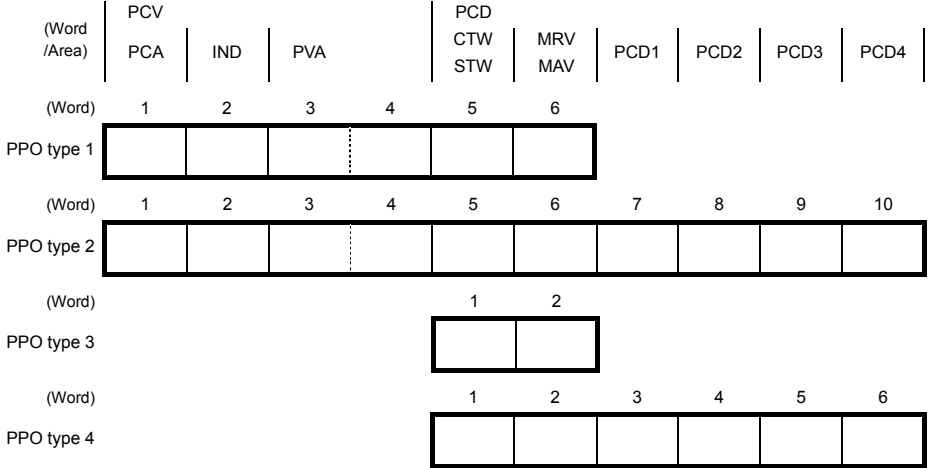 PCV PCD
(Word
/Area) PCA IND PVA CTW STW MRV MAV PCD1 PCD2 PCD3 PCD4
(Word) 1 2 3 4 5 6
PPO type 1
(Word) 1 2 3 4 5 6 7 8 9 10
PPO type 2
(Word) 1 2
PPO type 3
(Word) 1 2 3 4 5 6
PPO type 4